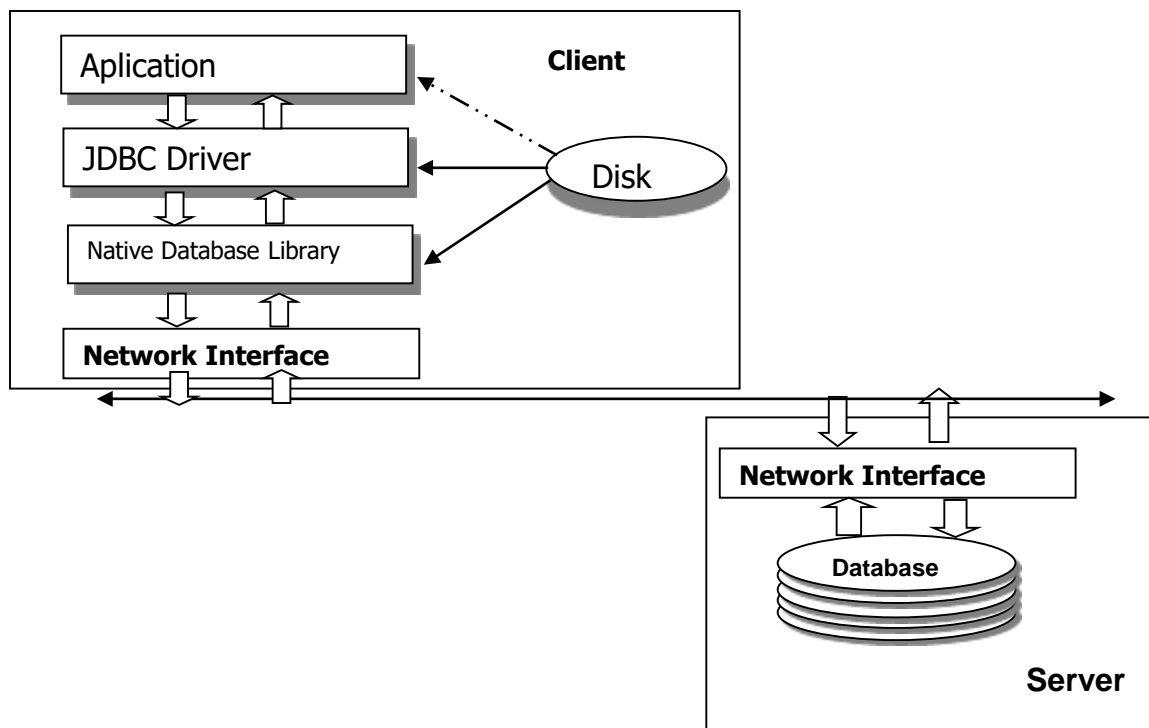 Aplication
Client
JDBC Driver
Disk
Native Database Library
Network Interface
Network Interface
Database
Server